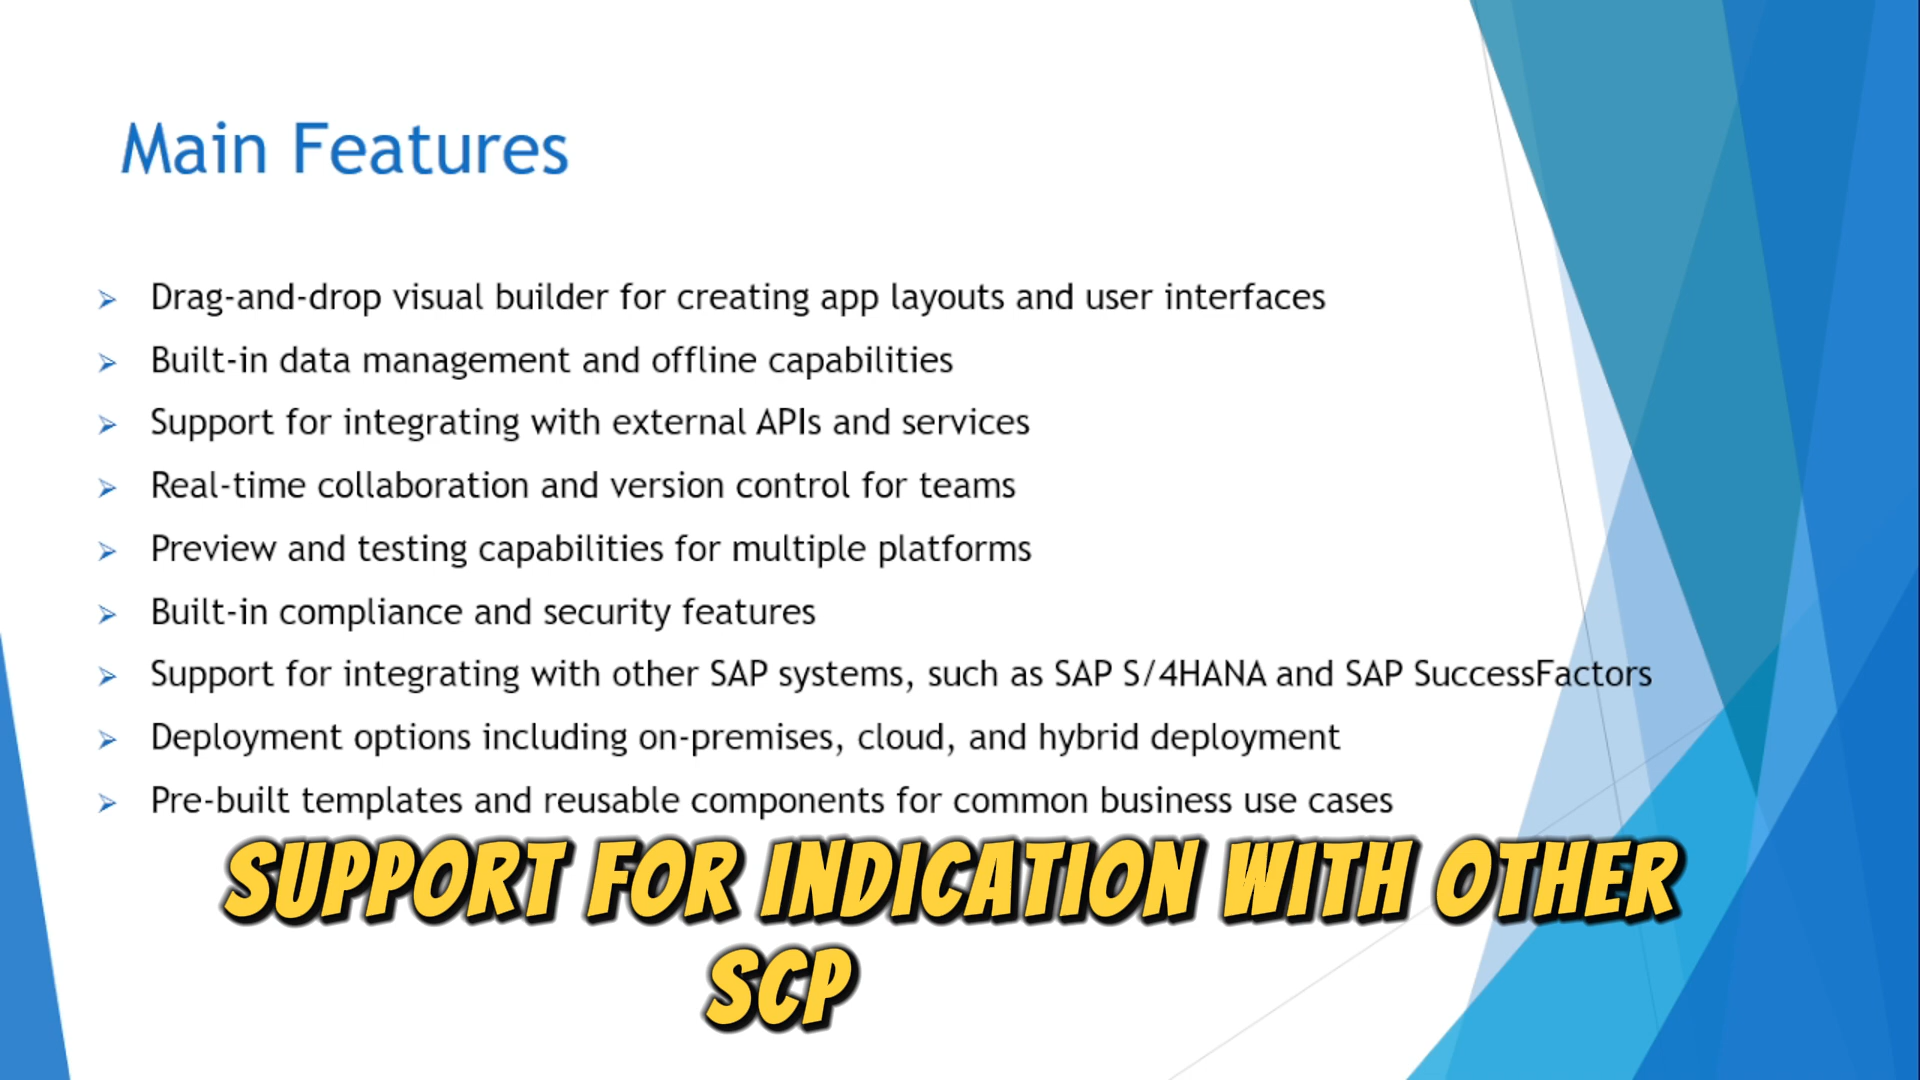 Main Features
Drag-and-drop visual builder for creating app layouts and user interfaces
Built-in data management and offline capabilities
Support for integrating with external APIs and services
Real-time collaboration and version control for teams
Preview and testing capabilities for multiple platforms
Built-in compliance and security features
Support for integrating with other SAP systems, such as SAP S/4HANA and SAP SuccessFactors
Deployment options including on-premises, cloud, and hybrid deployment
Pre-built templates and reusable components for common business use cases
SUPPORT FOR INDICATION WITH OTHER
SCP